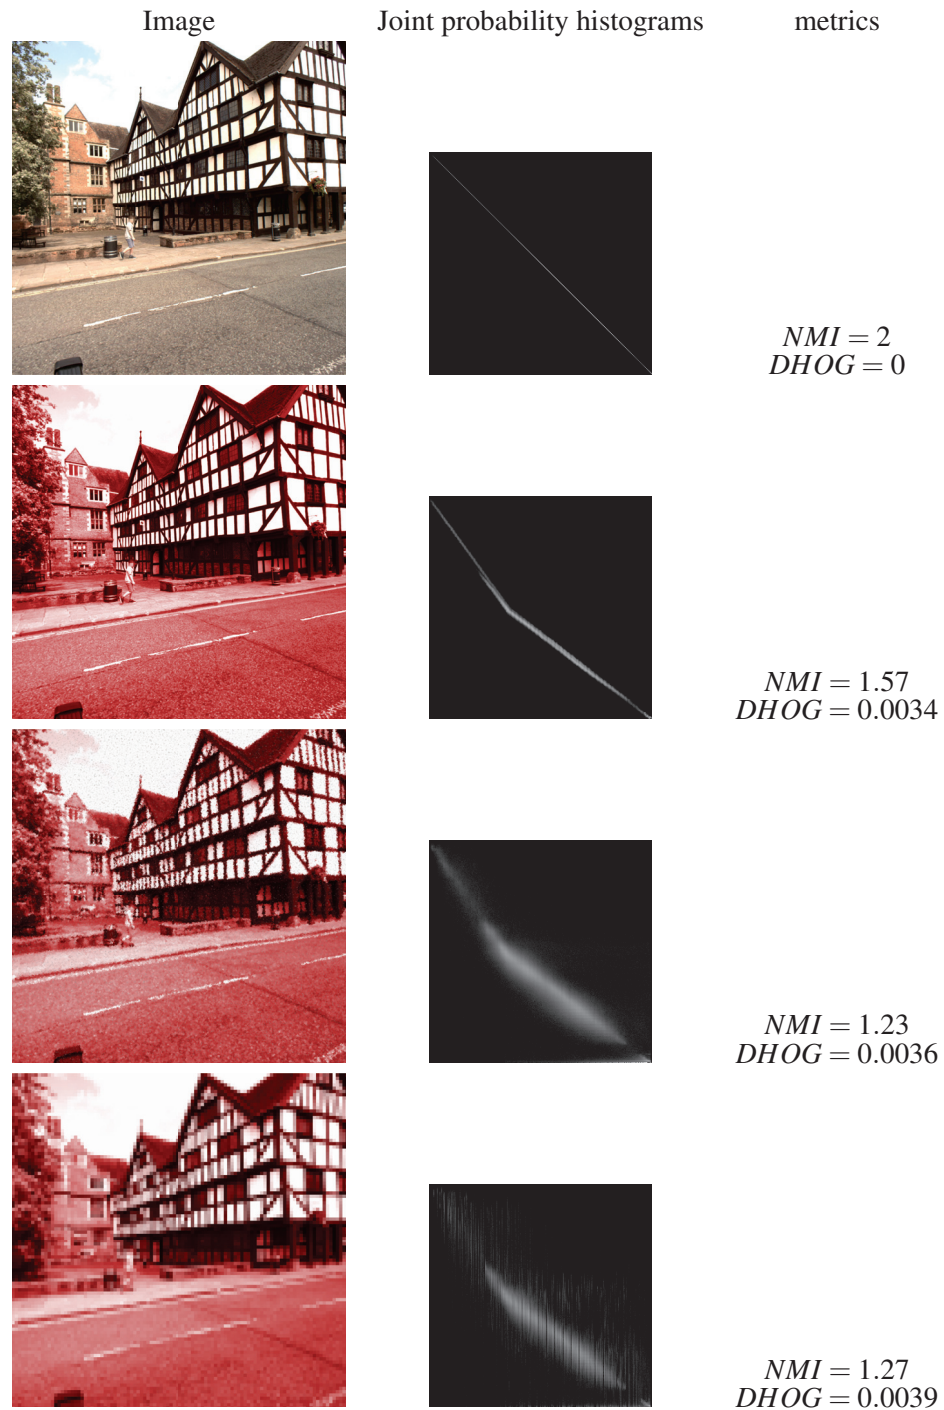 Image Joint probability histograms metrics
NMI = 2
DHOG = 0
NMI = 1.57
DHOG = 0.0034
NMI = 1.23
DHOG = 0.0036
NMI = 1.27
DHOG = 0.0039